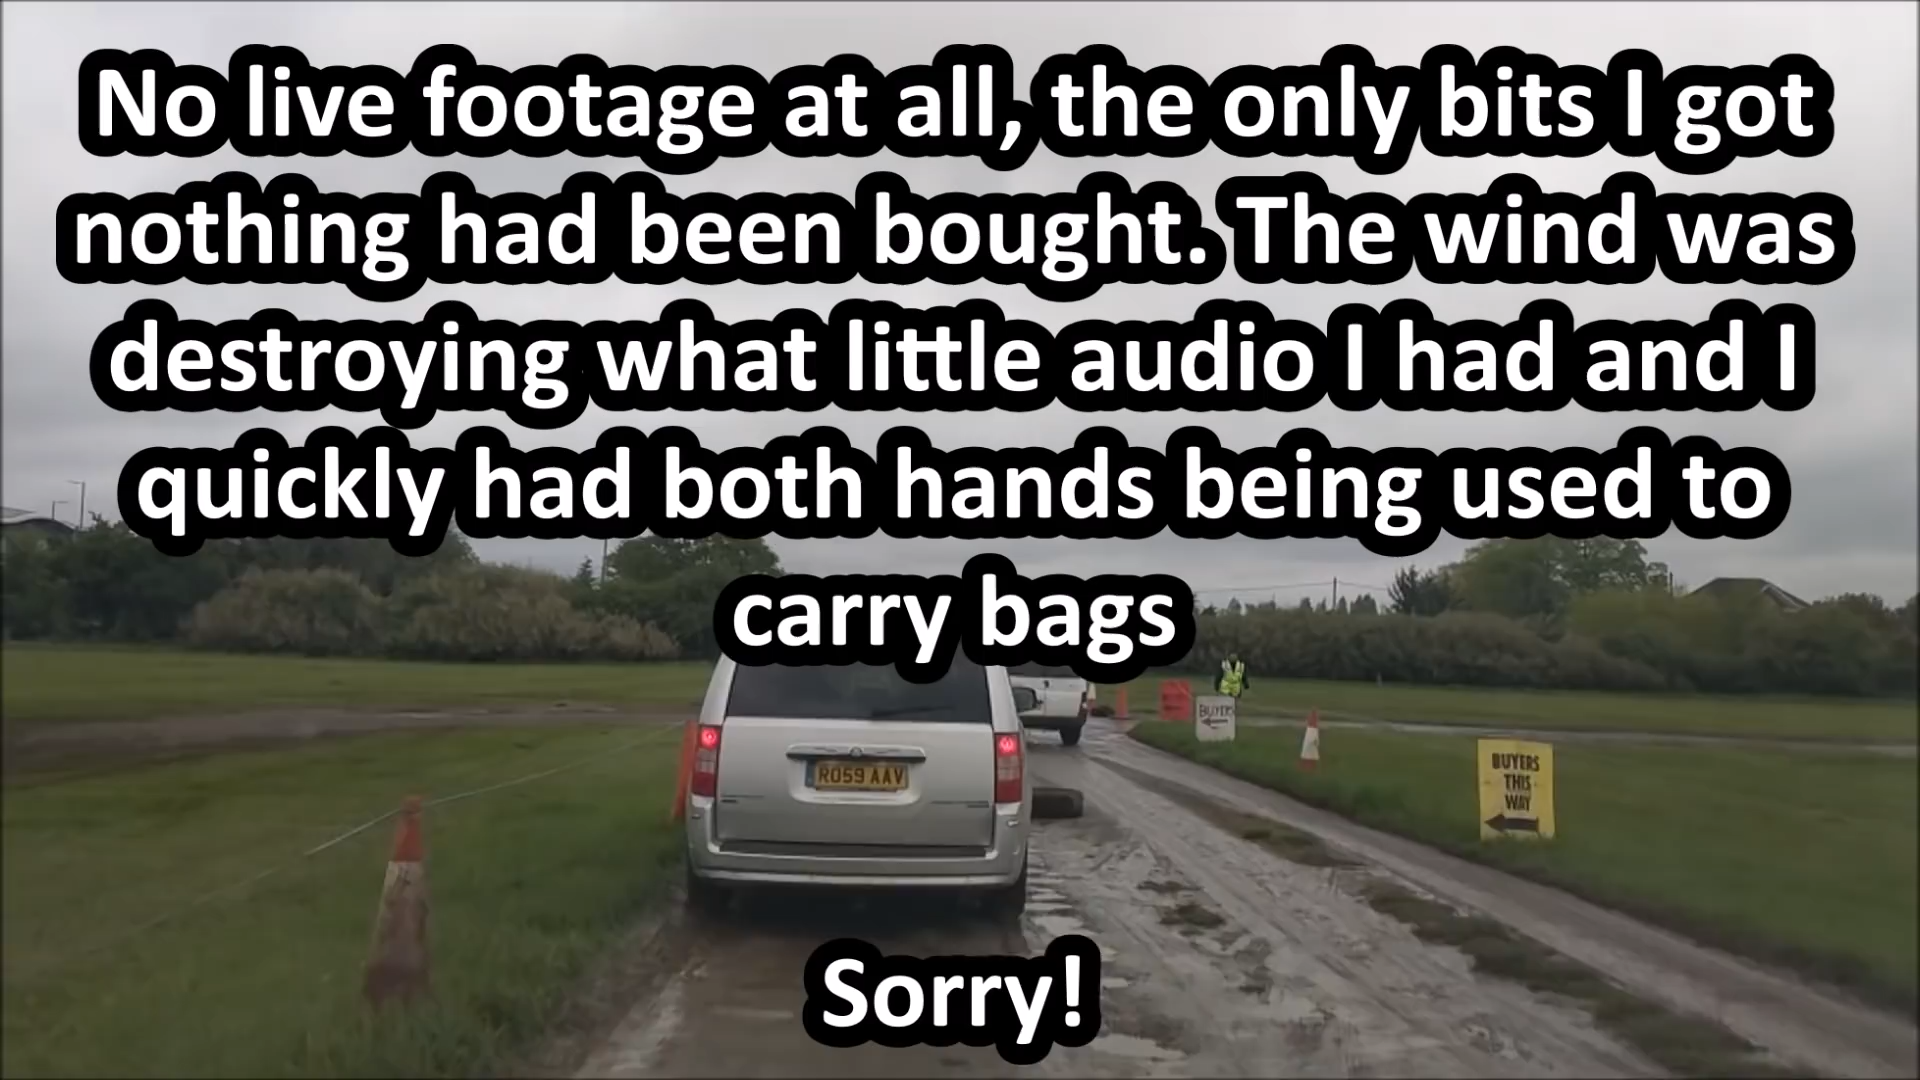 No live footage at all, the only bits I got
nothing had been bought. The wind was
destroying what little audio I had and I
quickly had both hands being used to
carry bags
BUYERS
BUYERS
THIS
WAY
RO59 AAV
Sorry!